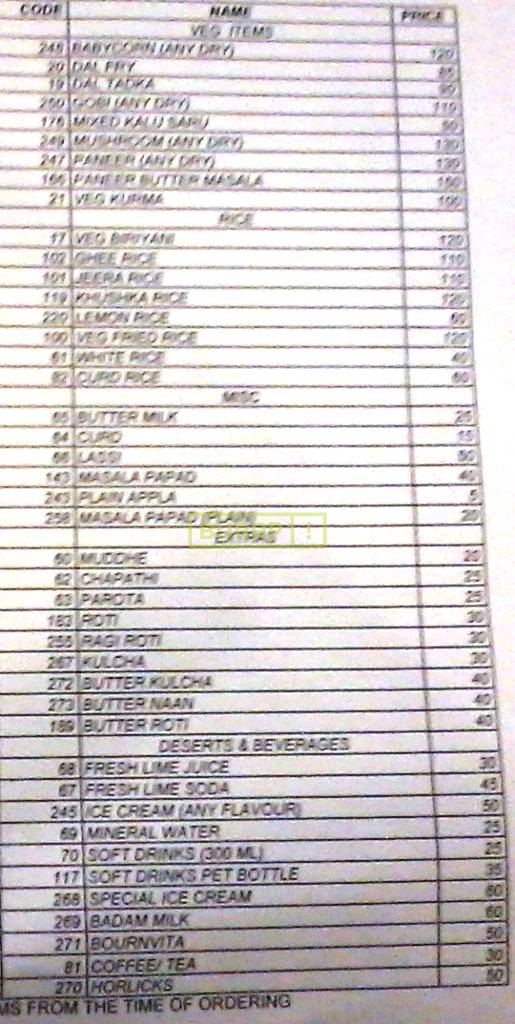 CODE NAME PRICE
VEG ITEMS
248 BABYCORN (ANY DRY) 120
20 DAL FRY
19 DAL TADKA
250 GOBI (ANY DRY) 110
176 MIXED KALU SARU
249 MUSHROOM (ANY DRY) 130
247 PANEER (ANY DRY) 130
166 PANEER BUTTER MASALA
21 VEG KURMA 100
RICE
17 VEG BIRIYANI 120
102 GHEE RICE 110
101 JEERA RICE 110
119 KHUSHKA RICE 120
220 LEMON RICE 60
100 VEG FRIED RICE 120
61 WHITE RICE 40
82 CURD RICE 60
MISC
65 BUTTER MILK 25
64 CURD 15
66 LASSI 50
143 MASALA PAPAD 40
243 PLAIN APPLA 5
258 MASALA PAPAD (PLAIN) 20
BURRP!
EXTRAS
60 MUDDHE 20
62 CHAPATHI 25
63 PAROTA 25
183 ROTI 30
255 RAGI ROTI 30
267 KULCHA 30
272 BUTTER KULCHA 40
273 BUTTER NAAN 40
189 BUTTER ROTI 40
DESERTS & BEVERAGES
68 FRESH LIME JUICE 30
67 FRESH LIME SODA 45
245 ICE CREAM (ANY FLAVOUR) 50
69 MINERAL WATER 25
70 SOFT DRINKS (300 ML) 25
117 SOFT DRINKS PET BOTTLE 35
268 SPECIAL ICE CREAM 60
269 BADAM MILK 60
271 BOURNVITA 50
81 COFFEE/ TEA 30
270 HORLICKS 50
MS FROM THE TIME OF ORDERING